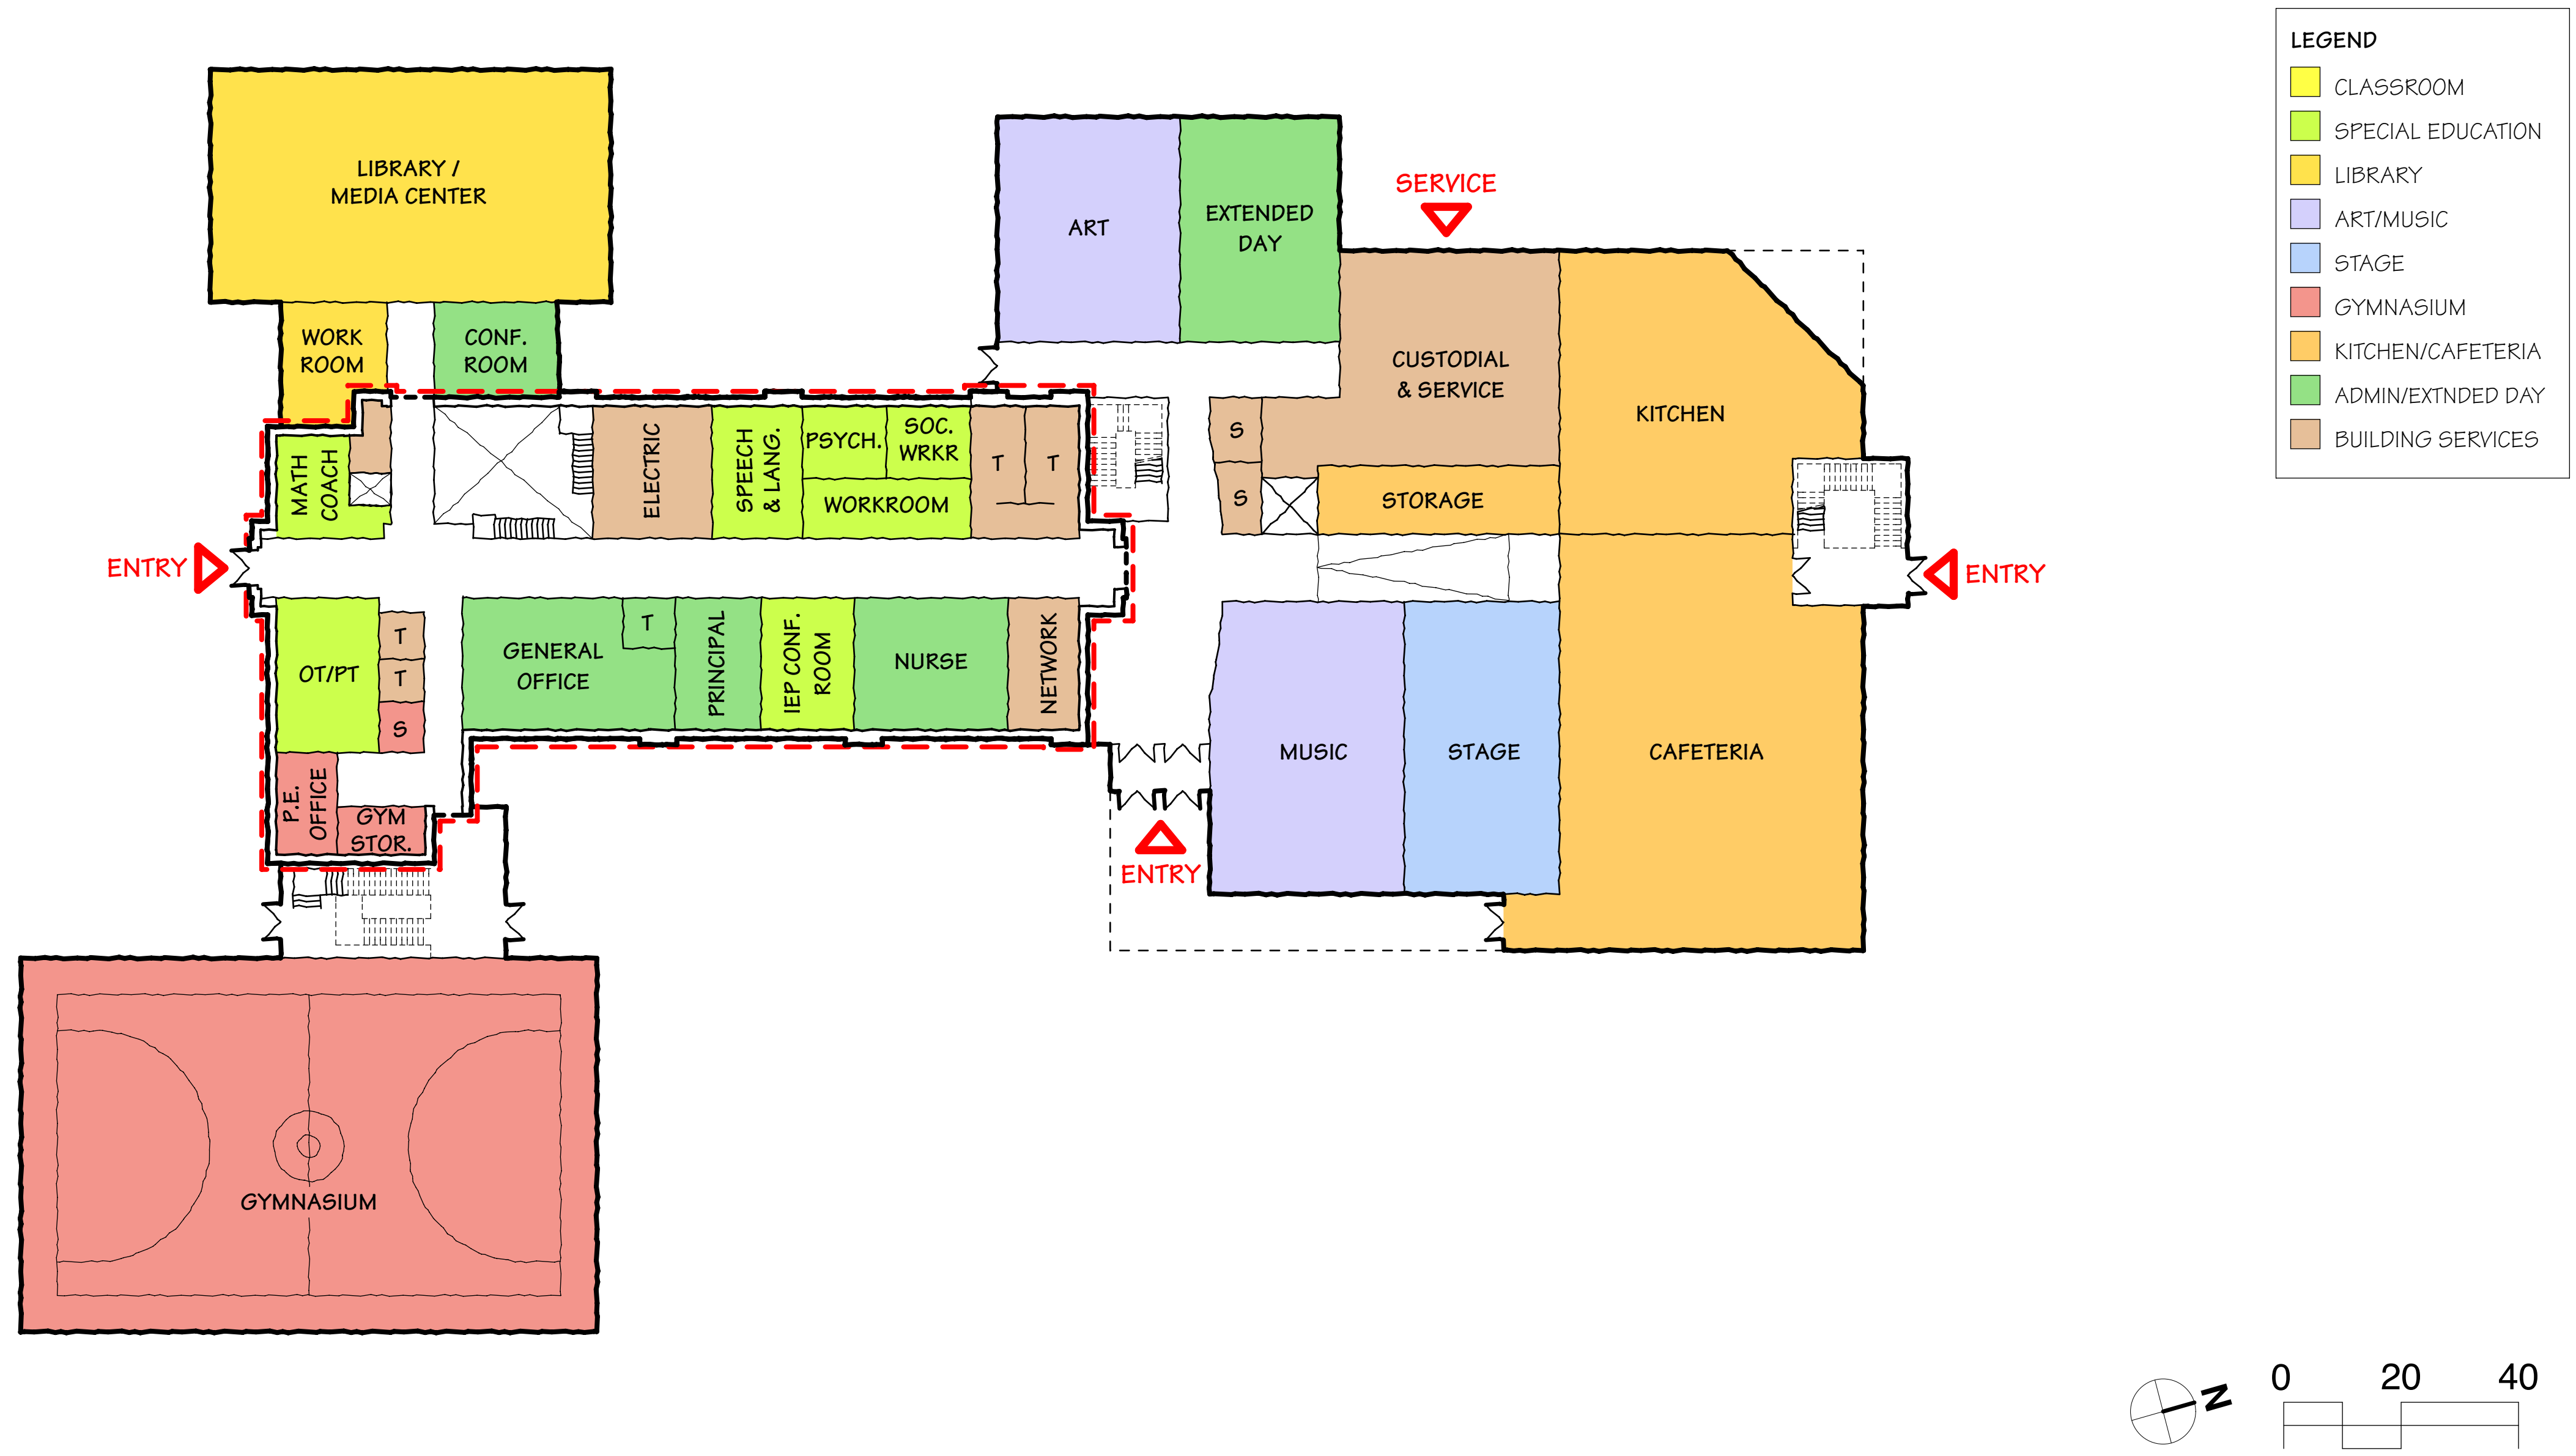 LEGEND
CLASSROOM
SPECIAL EDUCATION
LIBRARY
ART/MUSIC
STAGE
GYMNASIUM
KITCHEN/CAFETERIA
ADMIN/EXTNDED DAY
BUILDING SERVICES
LIBRARY /
MEDIA CENTER
WORK
ROOM
CONF.
ROOM
ART
EXTENDED
DAY
SERVICE
CUSTODIAL
& SERVICE
KITCHEN
MATH
COACH
ELECTRIC
SPEECH
& LANG.
PSYCH.
SOC.
WRKR
WORKROOM
T
T
S
S
STORAGE
ENTRY
ENTRY
OT/PT
T
T
S
GENERAL
OFFICE
T
PRINCIPAL
IEP CONF.
ROOM
NURSE
NETWORK
MUSIC
STAGE
CAFETERIA
P.E.
OFFICE
GYM
STOR.
ENTRY
GYMNASIUM
N
0 20 40